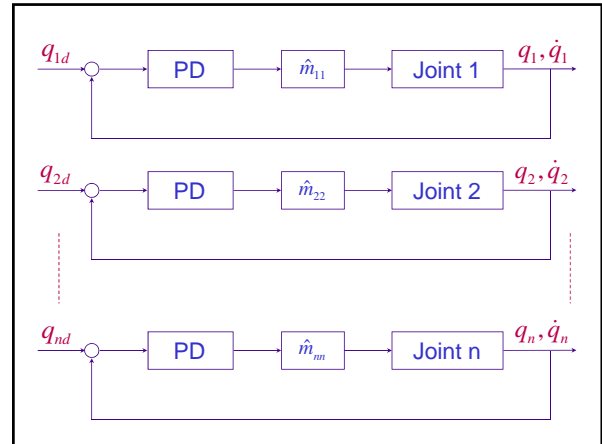 q₁d PD m̂₁₁ Joint 1 q₁, q̇₁
q₂d PD m̂₂₂ Joint 2 q₂, q̇₂
qₙd PD m̂ₙₙ Joint n qₙ, q̇ₙ